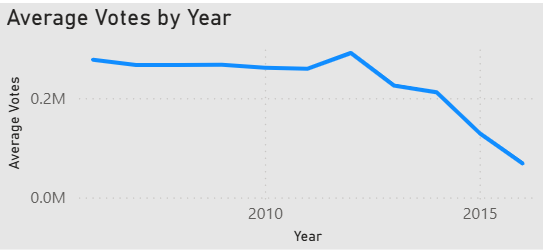 Average Votes by Year
Average Votes
0.2M
0.0M
2010
2015
Year